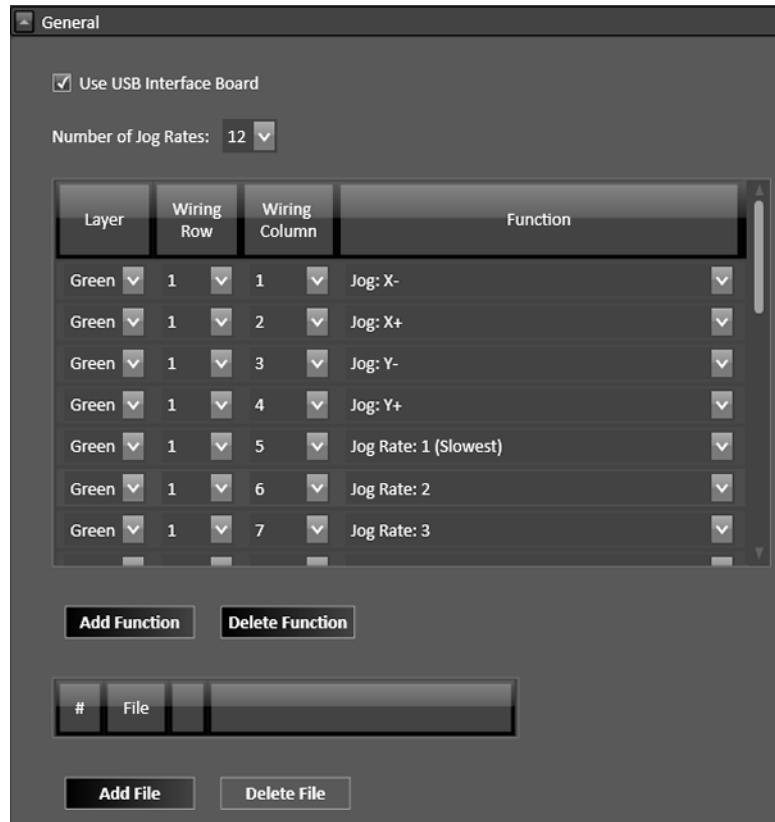 General
Use USB Interface Board
Number of Jog Rates: 12
Layer Wiring Row Wiring Column Function
Green 1 1 Jog: X-
Green 1 2 Jog: X+
Green 1 3 Jog: Y-
Green 1 4 Jog: Y+
Green 1 5 Jog Rate: 1 (Slowest)
Green 1 6 Jog Rate: 2
Green 1 7 Jog Rate: 3
Add Function Delete Function
# File
Add File Delete File